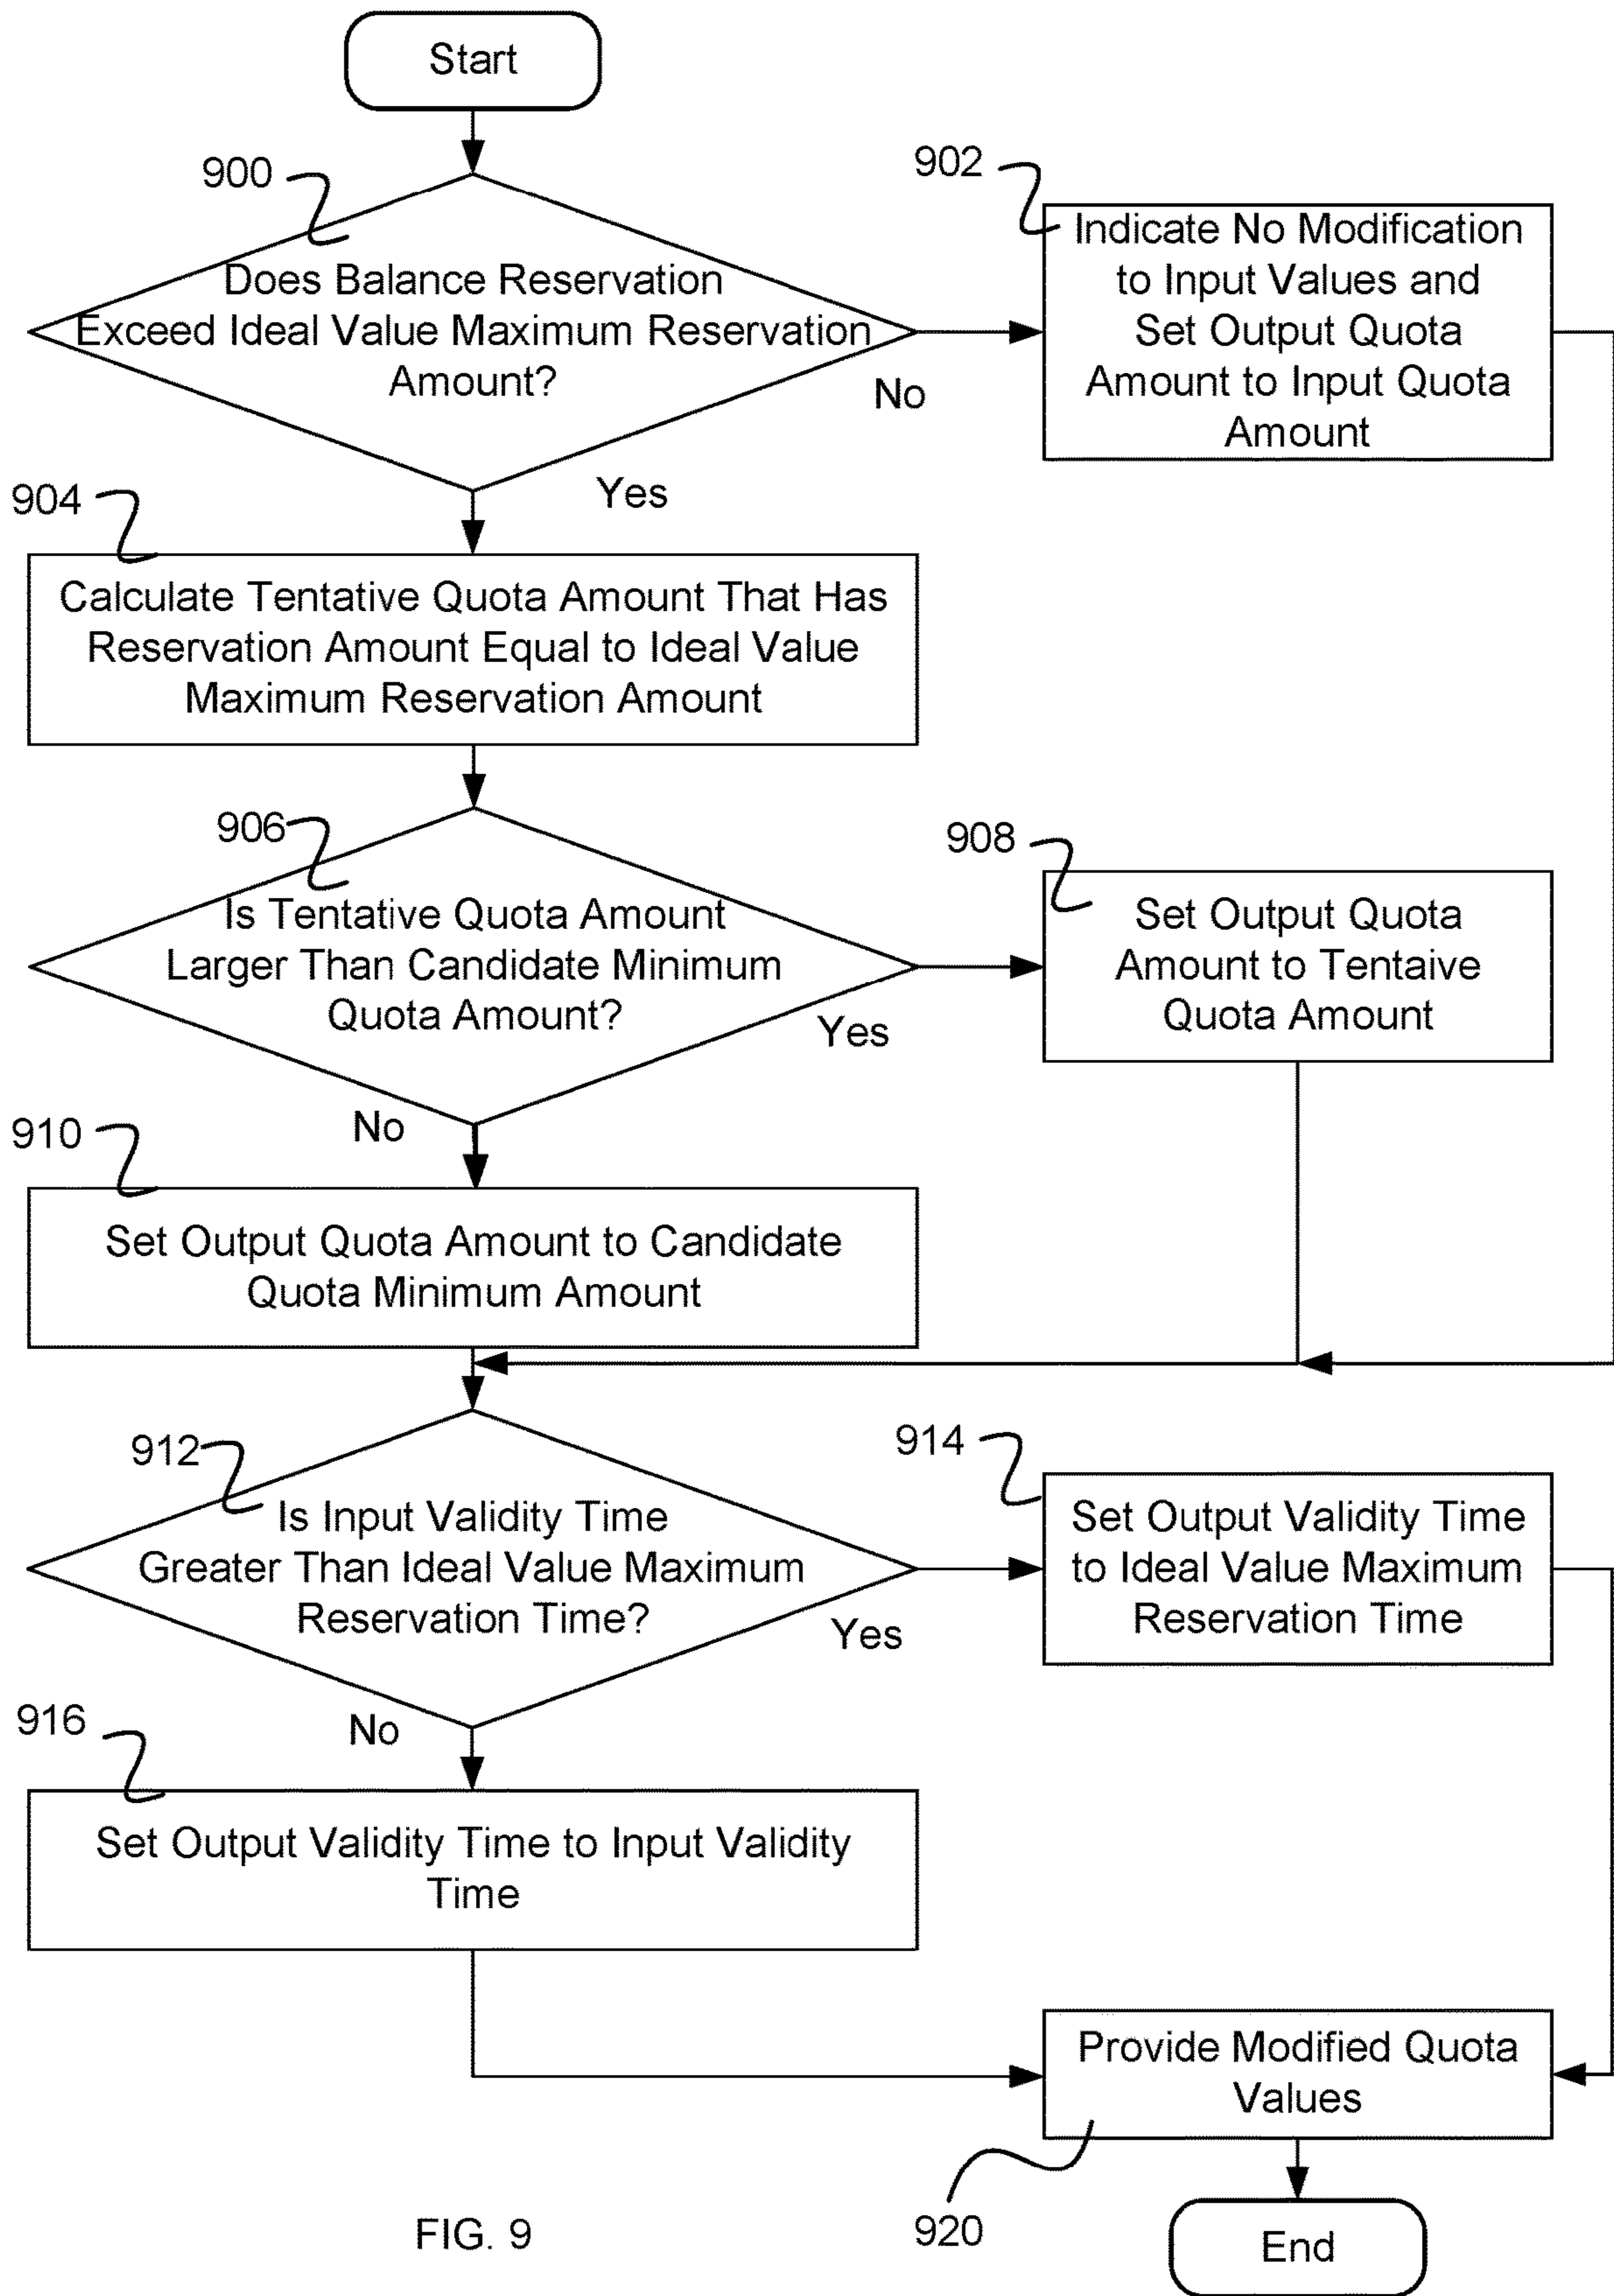 Start
900
Does Balance Reservation
Exceed Ideal Value Maximum Reservation
Amount?
No
Yes
902
Indicate No Modification
to Input Values and
Set Output Quota
Amount to Input Quota
Amount
904
Calculate Tentative Quota Amount That Has
Reservation Amount Equal to Ideal Value
Maximum Reservation Amount
906
Is Tentative Quota Amount
Larger Than Candidate Minimum
Quota Amount?
Yes
No
908
Set Output Quota
Amount to Tentaive
Quota Amount
910
Set Output Quota Amount to Candidate
Quota Minimum Amount
912
Is Input Validity Time
Greater Than Ideal Value Maximum
Reservation Time?
Yes
No
914
Set Output Validity Time
to Ideal Value Maximum
Reservation Time
916
Set Output Validity Time to Input Validity
Time
Provide Modified Quota
Values
920
End
FIG. 9